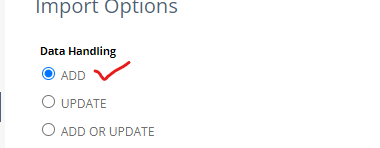 Import Options
Data Handling
ADD
UPDATE
ADD OR UPDATE